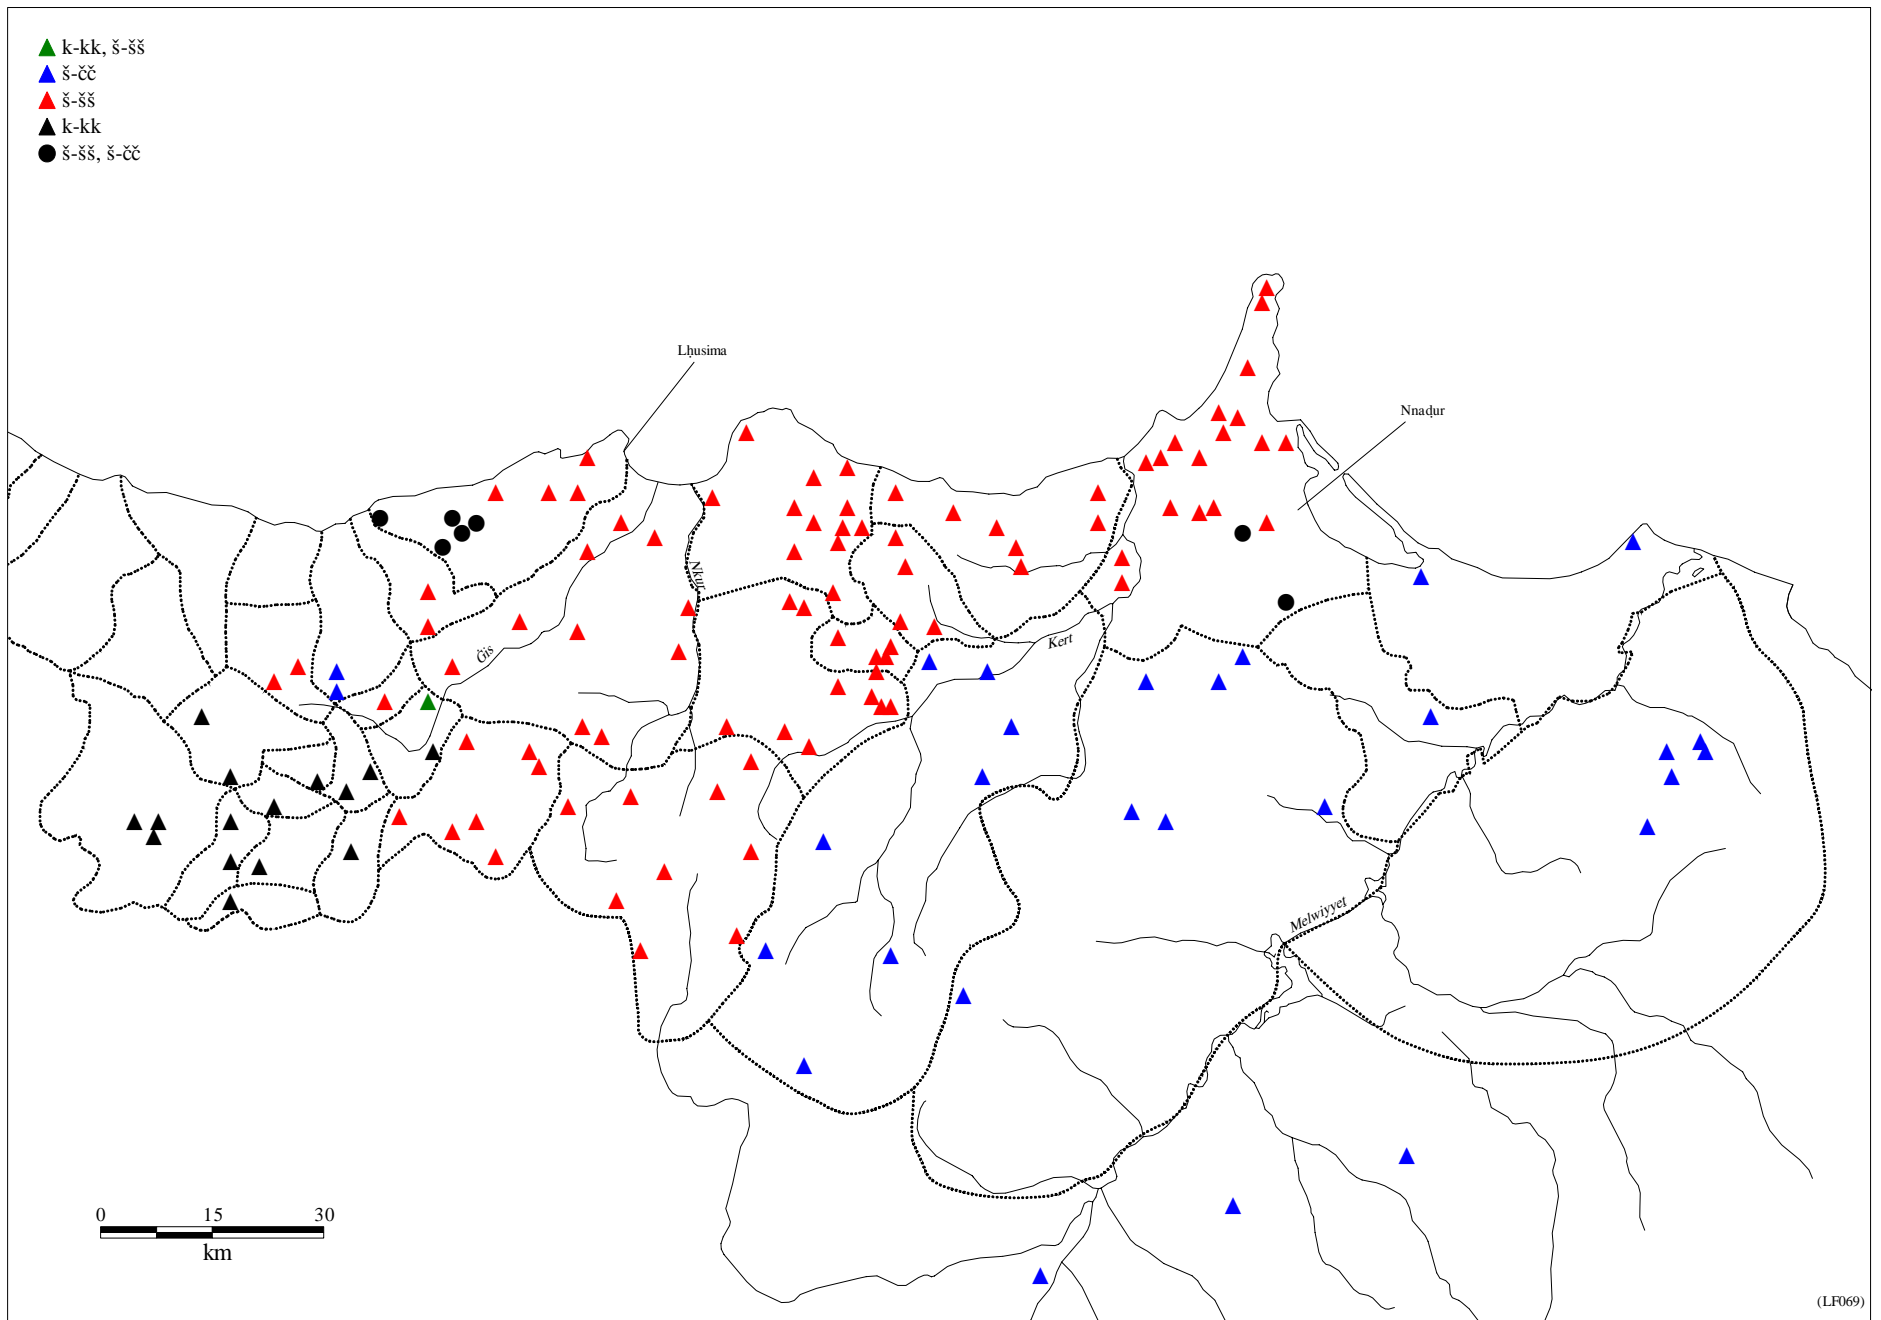 k-kk, š-šš
š-čč
š-šš
k-kk
š-šš, š-čč
Lḥusima
Nnaḍur
Nkur
Ġis
Kert
Melwiyyet
0 15 30
km
(LF069)